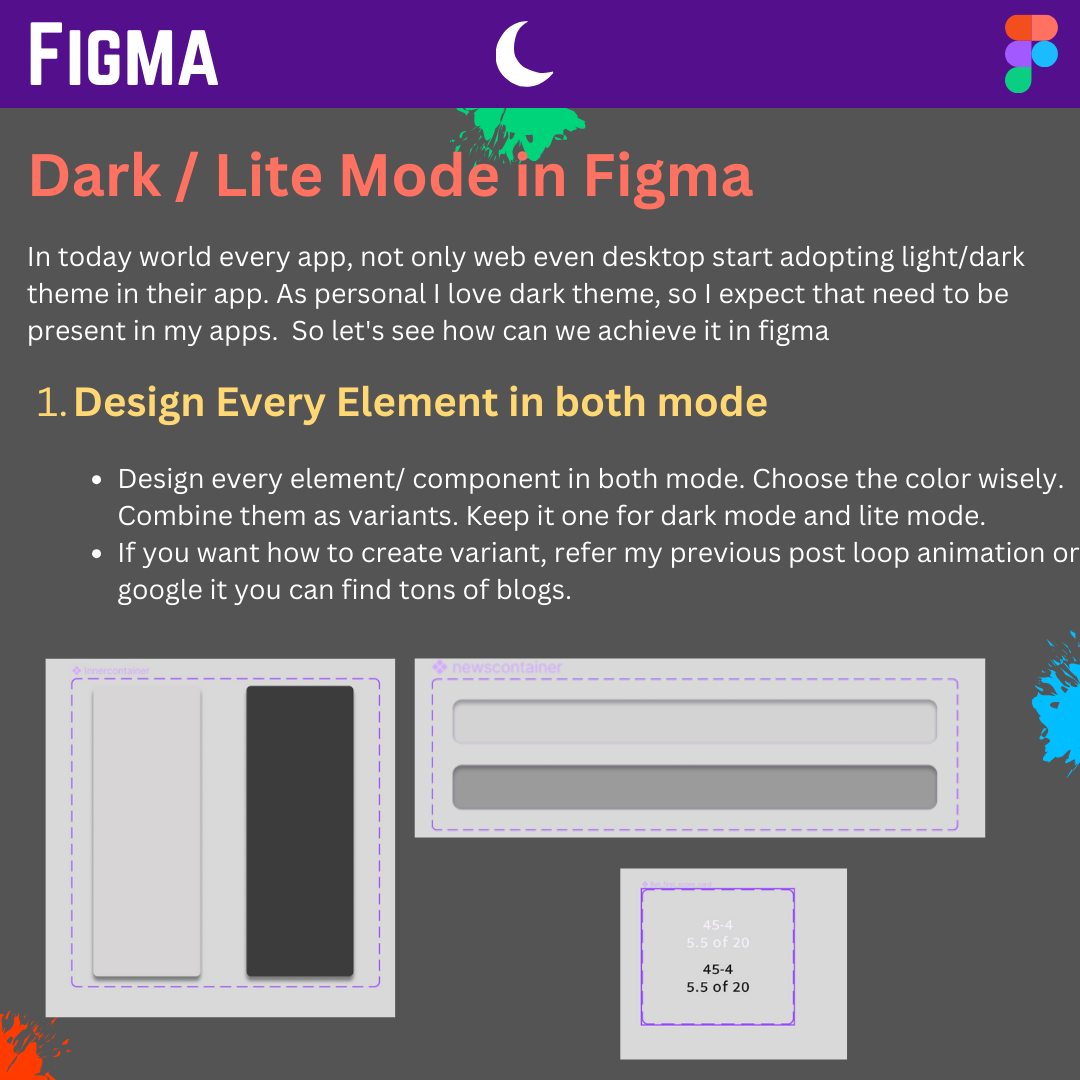 FIGMA
Dark / Lite Mode in Figma
In today world every app, not only web even desktop start adopting light/dark
theme in their app. As personal I love dark theme, so I expect that need to be
present in my apps.  So let's see how can we achieve it in figma
1. Design Every Element in both mode
• Design every element/ component in both mode. Choose the color wisely.
Combine them as variants. Keep it one for dark mode and lite mode.
• If you want how to create variant, refer my previous post loop animation or
google it you can find tons of blogs.
innercontainer
newscontainer
45-4
5.5 of 20
45-4
5.5 of 20